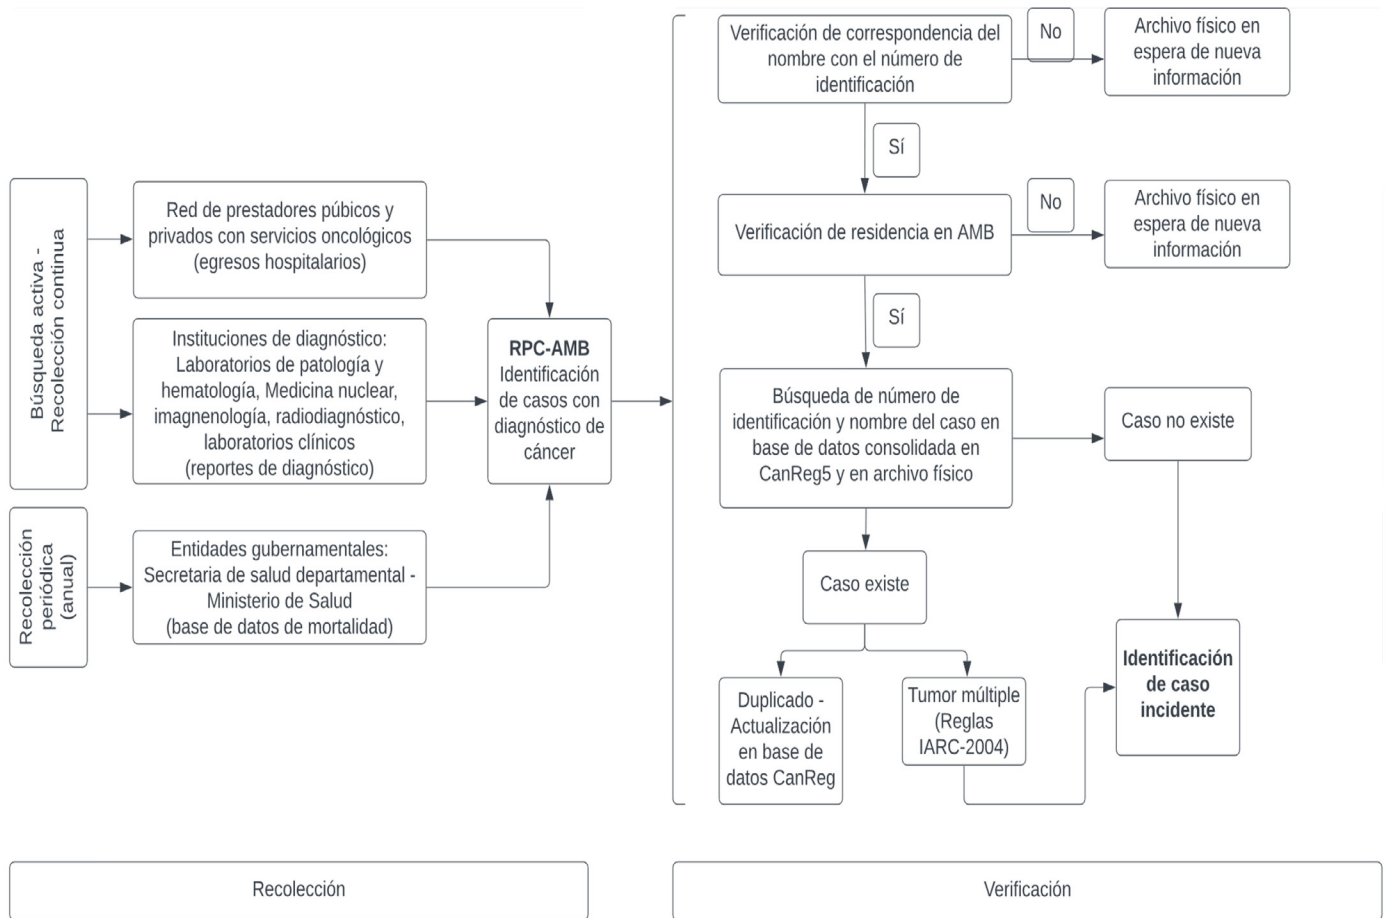 Búsqueda activa -
Recolección continua
Red de prestadores púbicos y
privados con servicios oncológicos
(egresos hospitalarios)
Instituciones de diagnóstico:
Laboratorios de patología y
hematología, Medicina nuclear,
imagnenología, radiodiagnóstico,
laboratorios clínicos
(reportes de diagnóstico)
Recolección
periódica
(anual)
Entidades gubernamentales:
Secretaria de salud departamental -
Ministerio de Salud
(base de datos de mortalidad)
RPC-AMB
Identificación
de casos con
diagnóstico de
cáncer
Verificación de correspondencia del
nombre con el número de
identificación
No
Archivo físico en
espera de nueva
información
Sí
Verificación de residencia en AMB
No
Archivo físico en
espera de nueva
información
Sí
Búsqueda de número de
identificación y nombre del caso en
base de datos consolidada en
CanReg5 y en archivo físico
Caso no existe
Caso existe
Duplicado -
Actualización
en base de
datos CanReg
Tumor múltiple
(Reglas
IARC-2004)
Identificación
de caso
incidente
Recolección
Verificación